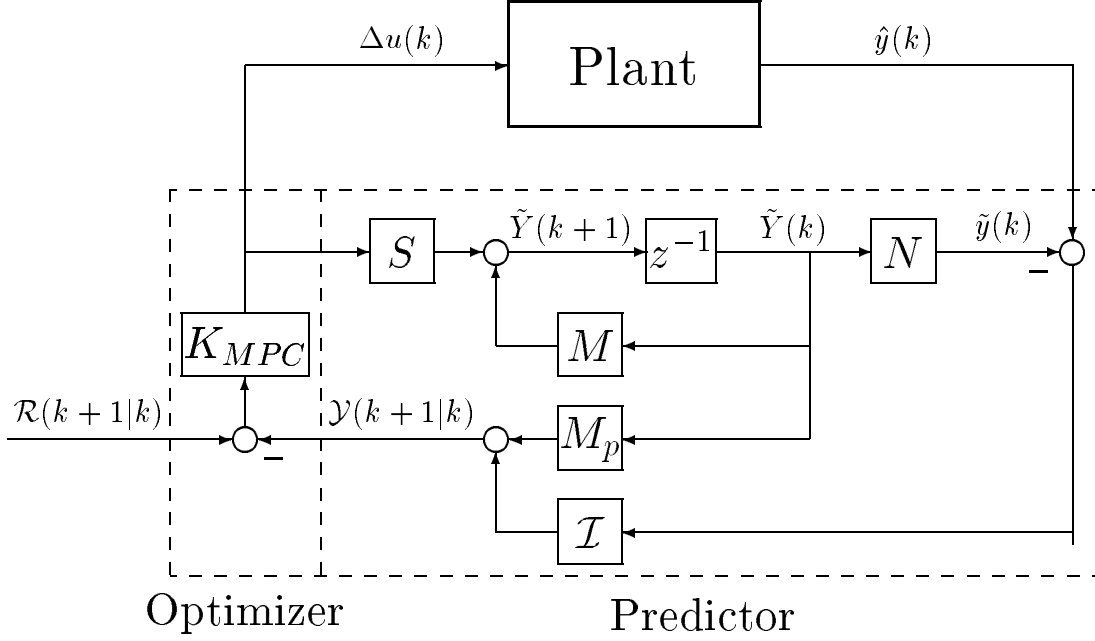 Δu(k)
Plant
ŷ(k)
S
Ỹ(k + 1)
z⁻¹
Ỹ(k)
N
ỹ(k)
−
K_MPC
M
ℛ(k + 1|k)
−
𝒴(k + 1|k)
M_p
ℐ
Optimizer
Predictor